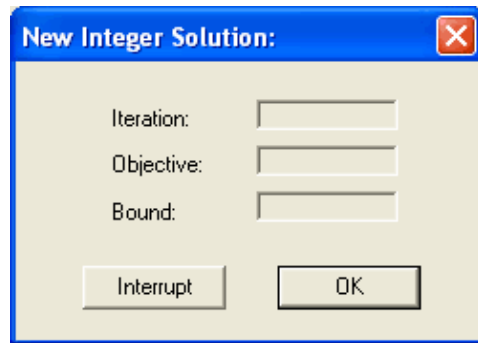 New Integer Solution:
Iteration:
Objective:
Bound:
Interrupt OK